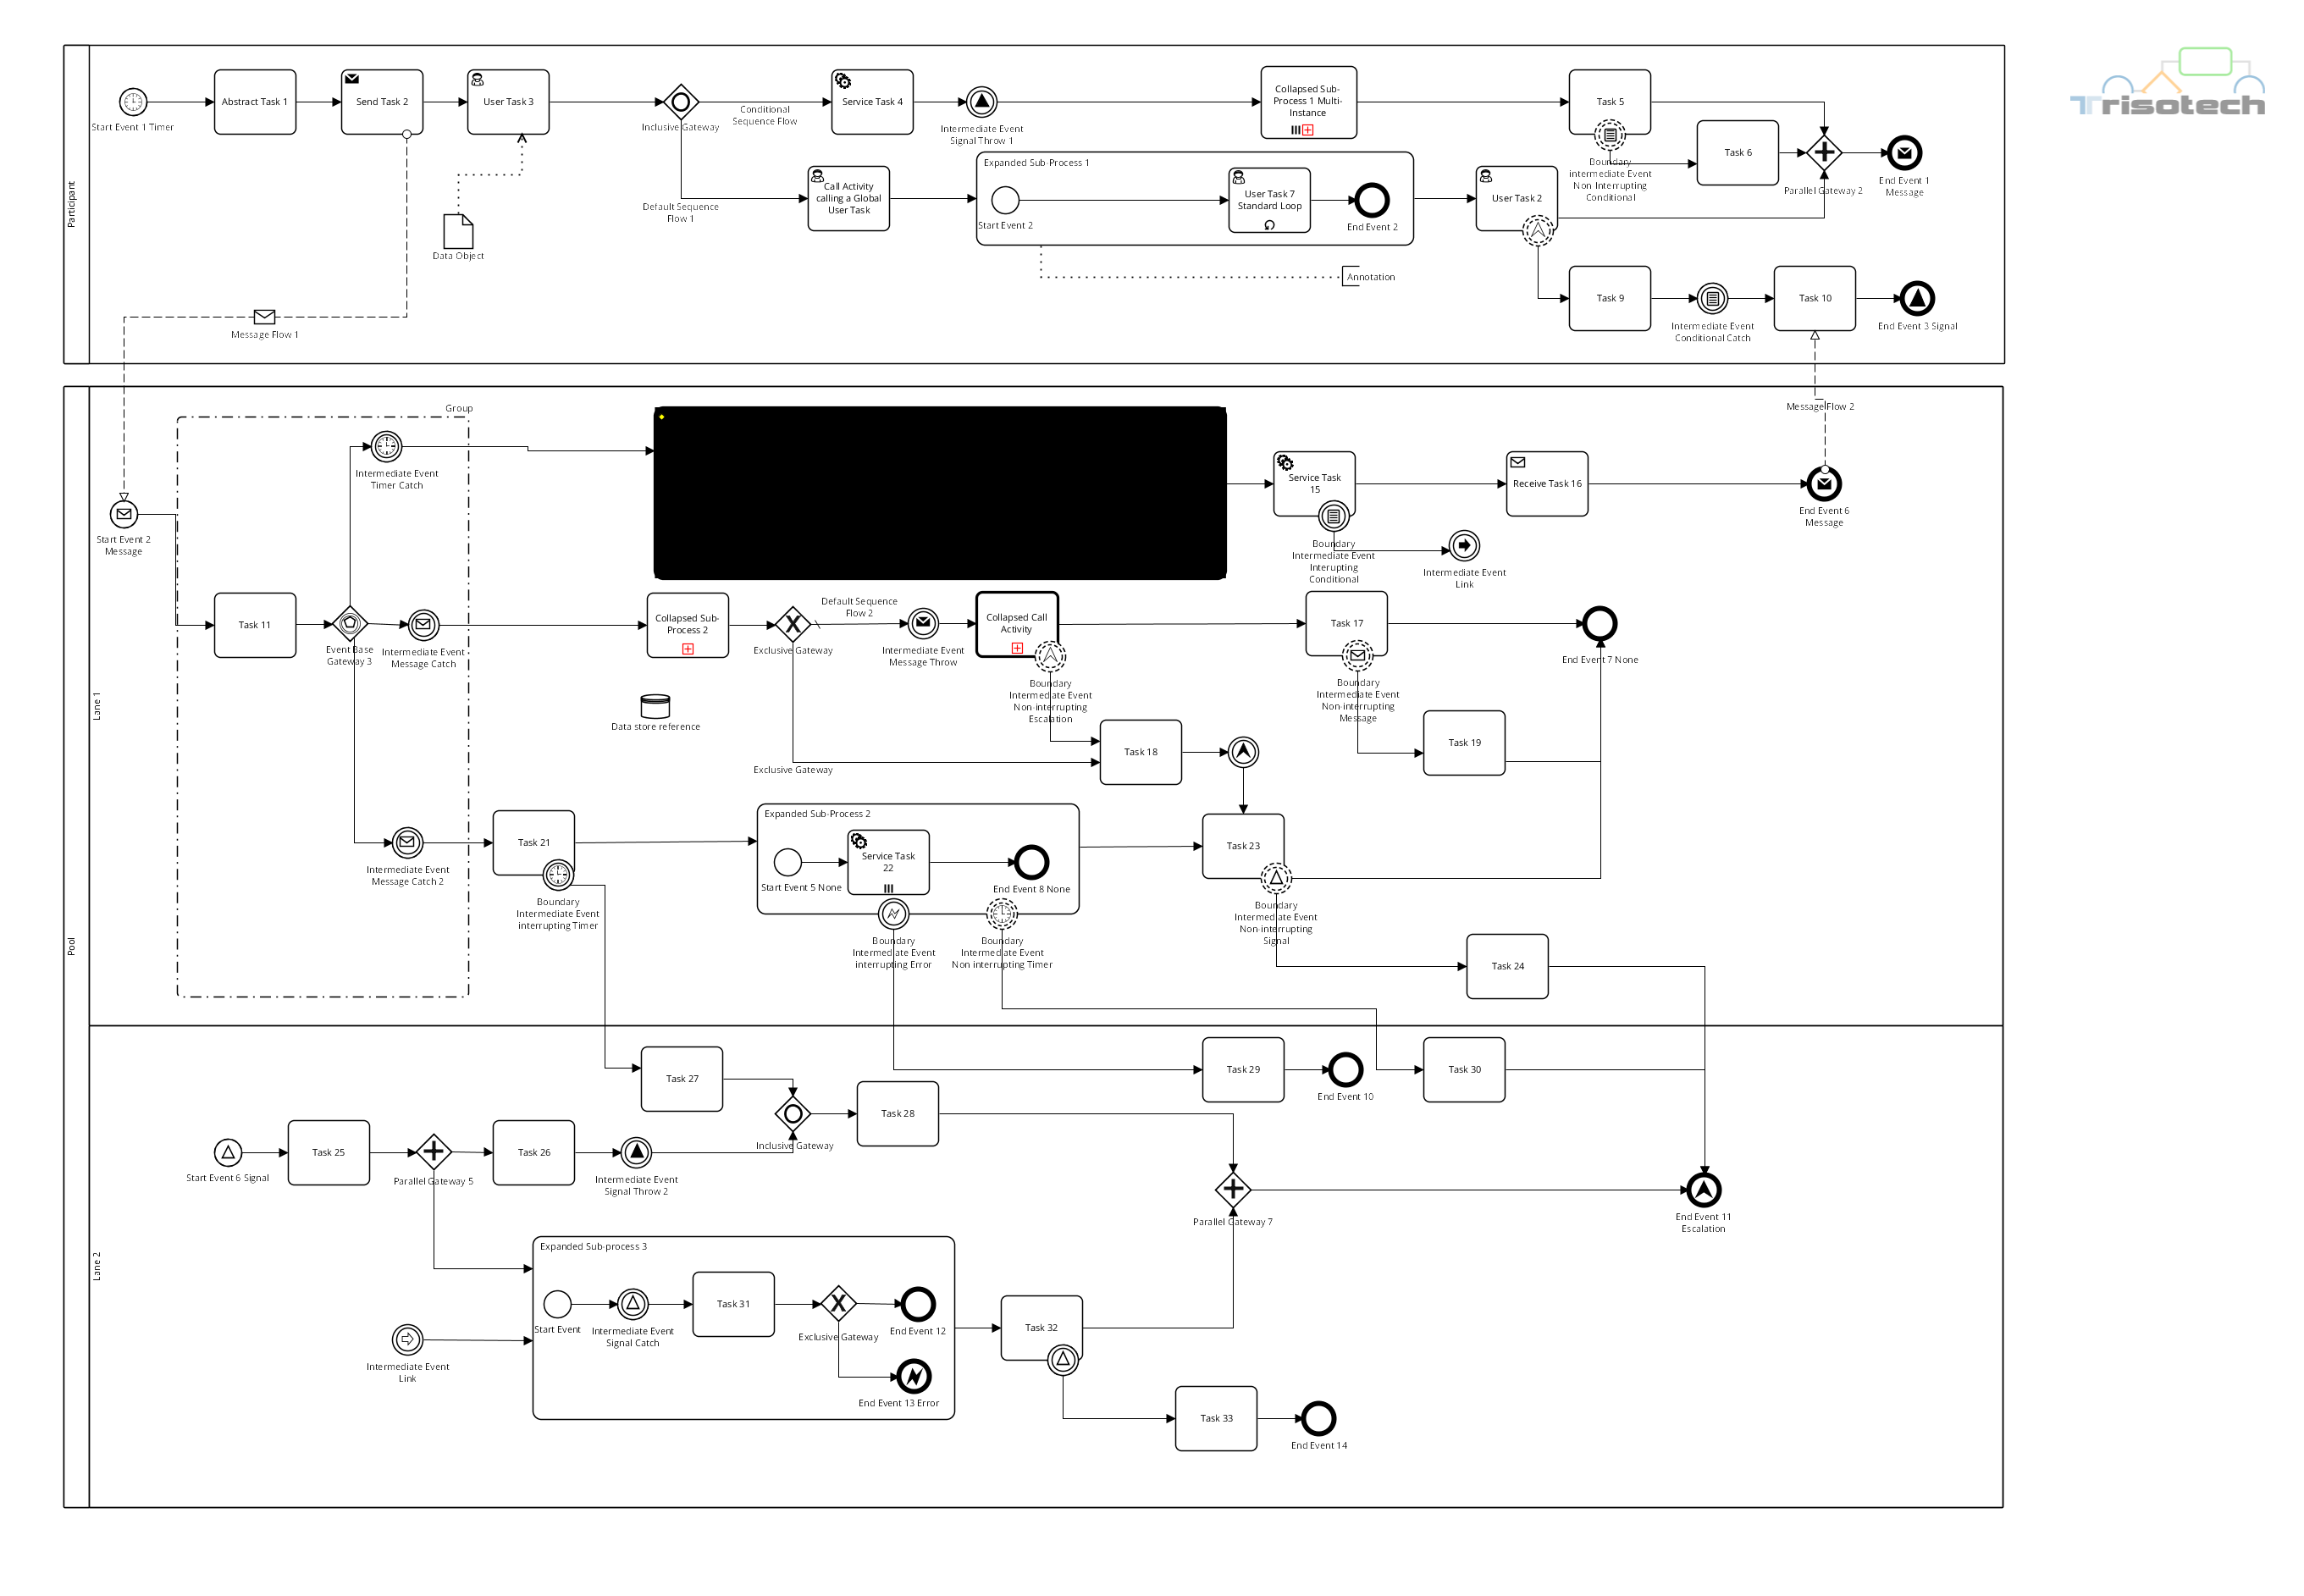 Trisotech
Participant
Start Event 1 Timer
Abstract Task 1
Send Task 2
User Task 3
Inclusive Gateway
Conditional
Sequence Flow
Service Task 4
Intermediate Event
Signal Throw 1
Collapsed Sub-
Process 1 Multi-
Instance
Task 5
Boundary
intermediate Event
Non Interrupting
Conditional
Task 6
Parallel Gateway 2
End Event 1
Message
Default Sequence
Flow 1
Call Activity
calling a Global
User Task
Expanded Sub-Process 1
Start Event 2
User Task 7
Standard Loop
End Event 2
User Task 2
Data Object
Annotation
Task 9
Intermediate Event
Conditional Catch
Task 10
End Event 3 Signal
Message Flow 1
Message Flow 2
Pool
Lane 1
Group
Intermediate Event
Timer Catch
Start Event 2
Message
Service Task
15
Receive Task 16
End Event 6
Message
Boundary
Intermediate Event
Interupting
Conditional
Intermediate Event
Link
Task 11
Event Base
Gateway 3
Intermediate Event
Message Catch
Collapsed Sub-
Process 2
Exclusive Gateway
Default Sequence
Flow 2
Intermediate Event
Message Throw
Collapsed Call
Activity
Boundary
Intermediate Event
Non-interrupting
Escalation
Task 17
Boundary
Intermediate Event
Non-interrupting
Message
End Event 7 None
Data store reference
Exclusive Gateway
Task 18
Task 19
Intermediate Event
Message Catch 2
Task 21
Boundary
Intermediate Event
interrupting Timer
Expanded Sub-Process 2
Start Event 5 None
Service Task
22
End Event 8 None
Boundary
Intermediate Event
interrupting Error
Boundary
Intermediate Event
Non interrupting Timer
Task 23
Boundary
Intermediate Event
Non-interrupting
Signal
Task 24
Lane 2
Task 27
Task 28
Task 29
End Event 10
Task 30
Start Event 6 Signal
Task 25
Parallel Gateway 5
Task 26
Intermediate Event
Signal Throw 2
Inclusive Gateway
Parallel Gateway 7
End Event 11
Escalation
Expanded Sub-process 3
Start Event
Intermediate Event
Signal Catch
Task 31
Exclusive Gateway
End Event 12
End Event 13 Error
Intermediate Event
Link
Task 32
Task 33
End Event 14